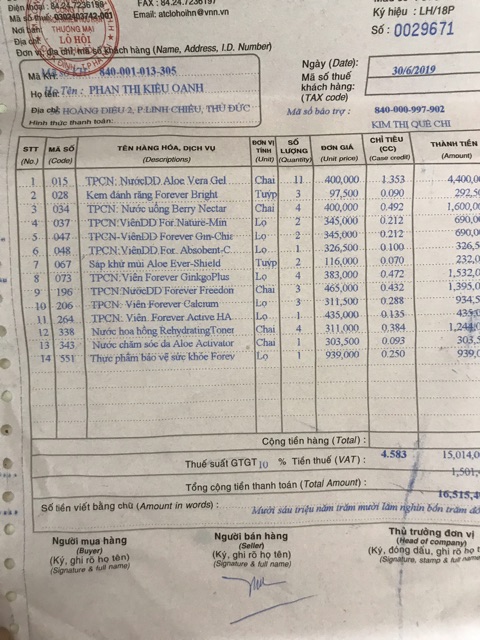 Điện thoại: 84.24.7236199
Mã số thuế: 0302403742-001
THƯƠNG MẠI
LÔ HỘI
Email: atclohoihn@vnn.vn
Ký hiệu : LH/18P
Số : 0029671
Đơn vị, địa chỉ, mã số khách hàng (Name, Address, I.D. Number)
Mã KH: 840-001-013-305
Họ tên: PHAN THỊ KIỀU OANH
Địa chỉ: HOÀNG DIỆU 2, P.LINH CHIỂU, THỦ ĐỨC
Hình thức thanh toán:
Ngày (Date): 30/6/2019
Mã số thuế
khách hàng:
(TAX code)
Mã số bảo trợ : 840-000-997-902
KIM THỊ QUẾ CHI
STT (No.) MÃ SỐ (Code) TÊN HÀNG HÓA, DỊCH VỤ (Descriptions) ĐƠN VỊ TÍNH (Unit) SỐ LƯỢNG (Quantity) ĐƠN GIÁ (Unit price) CHỈ TIÊU (CC) (Case credit) THÀNH TIỀN (Amount)
1 015 TPCN: NướcDD Aloe Vera Gel Chai 11 400,000 1.353 4,400,00
2 028 Kem đánh răng Forever Bright Tuýp 3 97,500 0.090 292,50
3 034 TPCN: Nước uống Berry Nectar Chai 4 400,000 0.492 1,600,00
4 037 TPCN:ViênDD For.Nature-Min Lọ 2 345,000 0.212 690,00
5 047 TPCN-ViênDD Forever Gin-Chir Lọ 2 345,000 0.212 690,00
6 048 TPCN-ViênDD For. Absobent-C Lọ 1 326,500 0.100 326,5
7 067 Sáp khử mùi Aloe Ever-Shield Tuýp 2 116,000 0.070 232,0
8 073 TPCN: Viên Forever GinkgoPlus Lọ 4 383,000 0.472 1,532,0
9 196 TPCN: NướcDD Forever Freedon Chai 3 465,000 0.432 1,395,0
10 206 TPCN: Viên Forever Calcium Lọ 3 311,500 0.288 934,5
11 264 TPCN: Viên. Forever Active HA Lọ 1 435,000 0.135 435,0
12 338 Nước hoa hồng RehydratingToner Chai 4 311,000 0.384 1,244,0
13 343 Nước chăm sóc da Aloe Activator Chai 1 303,500 0.093 303,5
14 551 Thực phẩm bảo vệ sức khỏe Forev Lọ 1 939,000 0.250 939,0
Cộng tiền hàng (Total) : 4.583 15,014,0
Thuế suất GTGT 10 % Tiền thuế (VAT) : 1,501,
Tổng cộng tiền thanh toán (Total Amount) : 16,515,4
Số tiền viết bằng chữ (Amount in words) : Mười sáu triệu năm trăm mười lăm nghìn bốn trăm
Người mua hàng
(Buyer)
(Ký, ghi rõ họ tên)
(Signature & full name)
Người bán hàng
(Seller)
(Ký, ghi rõ họ tên)
(Signature & full name)
Thủ trưởng đơn vị
(Head of company)
(Ký, đóng dấu, ghi rõ họ
(Signature, stamp & full name)